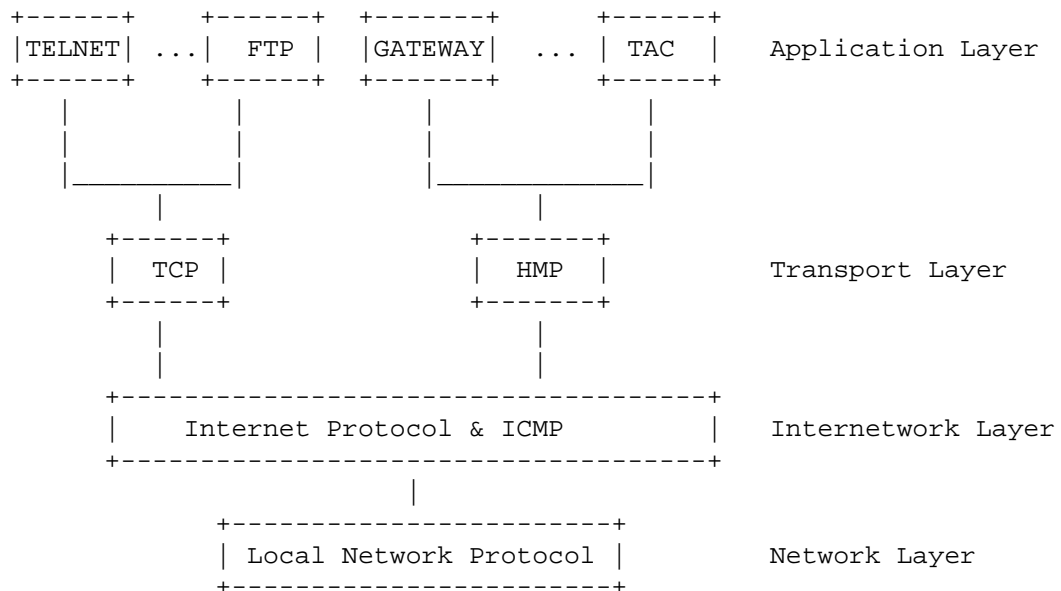 TELNET ... FTP GATEWAY ... TAC Application Layer
TCP HMP Transport Layer
Internet Protocol & ICMP Internetwork Layer
Local Network Protocol Network Layer